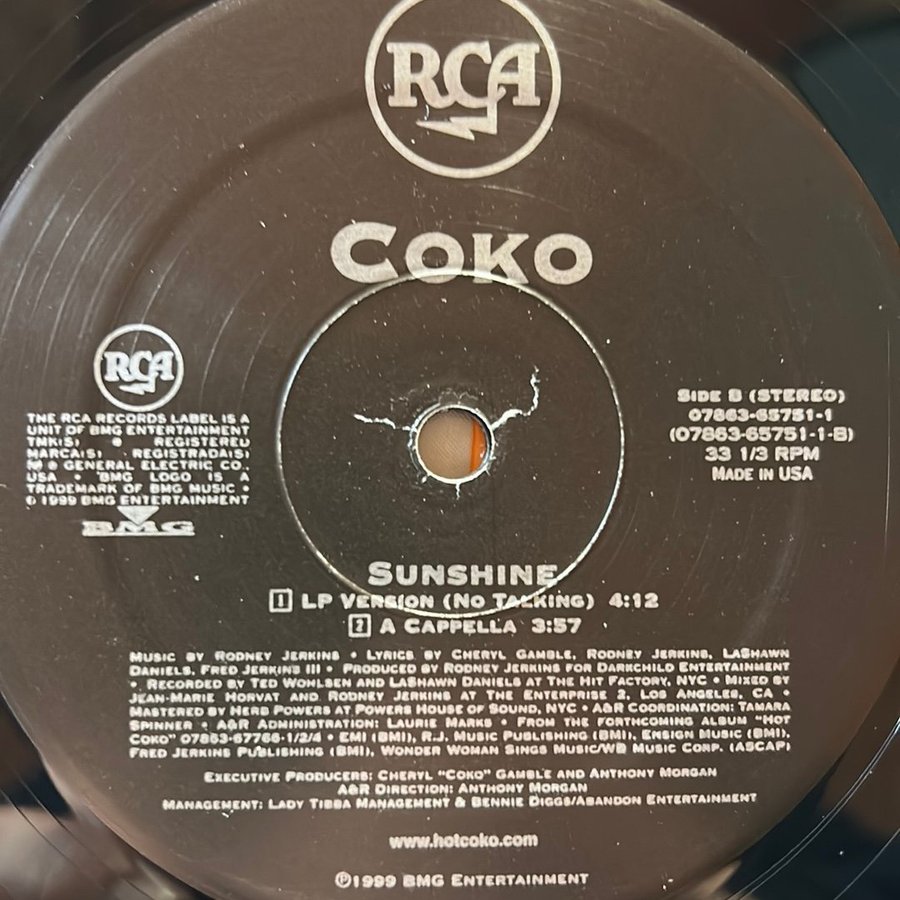 RCA
COKO
RCA
THE RCA RECORDS LABEL IS A
UNIT OF BMG ENTERTAINMENT
TMK(S) ® REGISTERED
MARCA(S) REGISTRADA(S)
GENERAL ELECTRIC CO.,
USA • BMG LOGO IS A
TRADEMARK OF BMG MUSIC •
© 1999 BMG ENTERTAINMENT
BMG
SIDE B (STEREO)
07863-65751-1
(07863-65751-1-B)
33 1/3 RPM
MADE IN USA
SUNSHINE
1 LP VERSION (NO TALKING) 4:12
2 A CAPPELLA 3:57
MUSIC BY RODNEY JERKINS • LYRICS BY CHERYL GAMBLE, RODNEY JERKINS, LASHAWN
DANIELS, FRED JERKINS III • PRODUCED BY RODNEY JERKINS FOR DARKCHILD ENTERTAINMENT
• RECORDED BY TED WOHLSEN AND LASHAWN DANIELS AT THE HIT FACTORY, NYC • MIXED BY
JEAN-MARIE HORVAT AND RODNEY JERKINS AT THE ENTERPRISE 2, LOS ANGELES, CA •
MASTERED BY HERB POWERS AT POWERS HOUSE OF SOUND, NYC • A&R COORDINATION: TAMARA
SPINNER • A&R ADMINISTRATION: LAURIE MARKS • FROM THE FORTHCOMING ALBUM "HOT
COKO" 07863-67766-1/2/4 • EMI (BMI), R.J. MUSIC PUBLISHING (BMI), ENSIGN MUSIC (BMI),
FRED JERKINS PUBLISHING (BMI), WONDER WOMAN SINGS MUSIC/WB MUSIC CORP. (ASCAP)
EXECUTIVE PRODUCERS: CHERYL "COKO" GAMBLE AND ANTHONY MORGAN
A&R DIRECTION: ANTHONY MORGAN
MANAGEMENT: LADY TIBBA MANAGEMENT & BENNIE DIGGS/ABANDON ENTERTAINMENT
www.hotcoko.com
℗1999 BMG ENTERTAINMENT